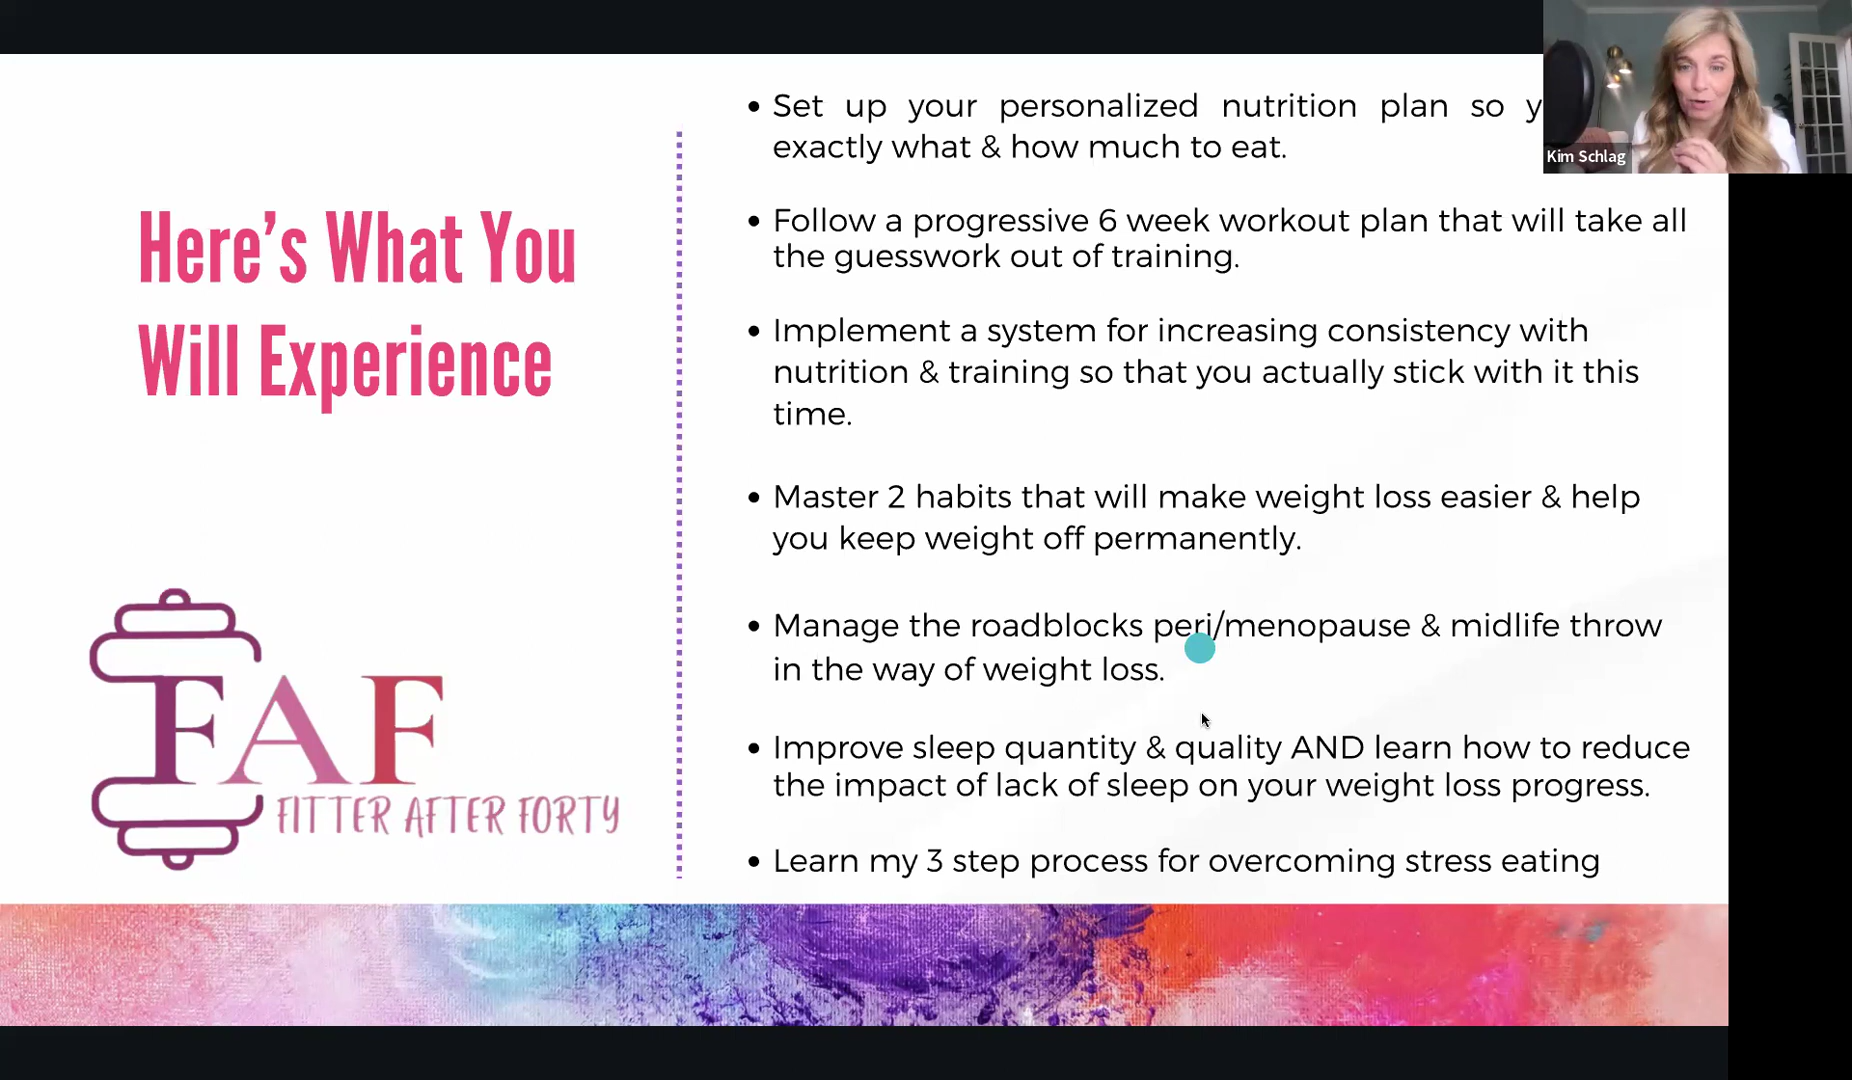 Here's What You
Will Experience
FAF
FITTER AFTER FORTY
• Set up your personalized nutrition plan so
exactly what & how much to eat.
• Follow a progressive 6 week workout plan that will take all
the guesswork out of training.
• Implement a system for increasing consistency with
nutrition & training so that you actually stick with it this
time.
• Master 2 habits that will make weight loss easier & help
you keep weight off permanently.
• Manage the roadblocks peri/menopause & midlife throw
in the way of weight loss.
• Improve sleep quantity & quality AND learn how to reduce
the impact of lack of sleep on your weight loss progress.
• Learn my 3 step process for overcoming stress eating
Kim Schlag